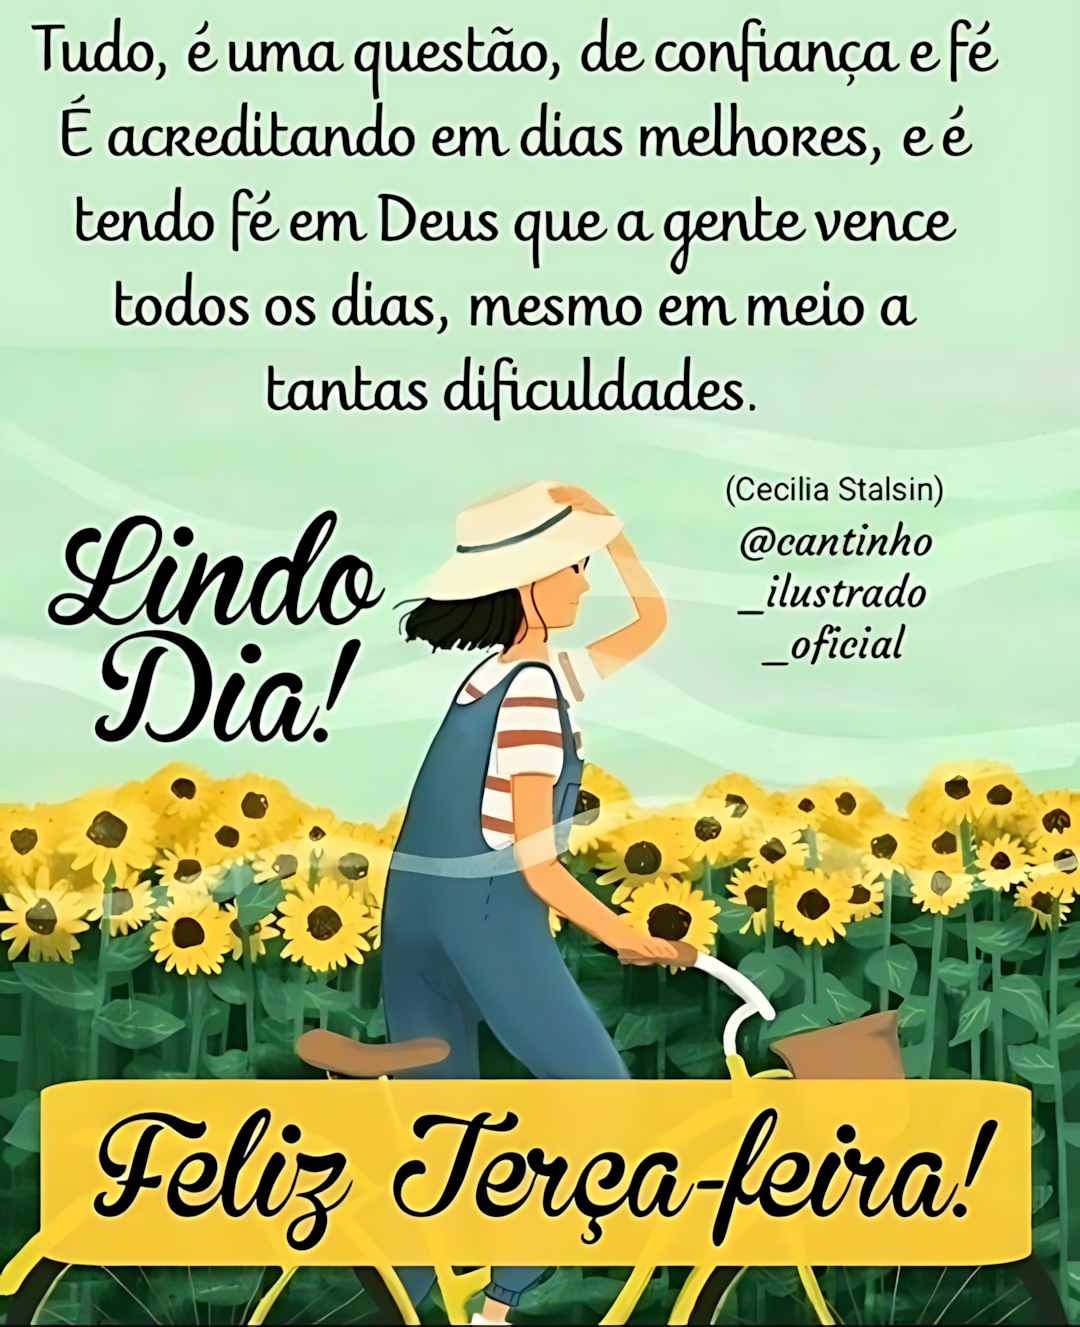 Tudo, é uma questão, de confiança e fé
É acreditando em dias melhores, e é
tendo fé em Deus que a gente vence
todos os dias, mesmo em meio a
tantas dificuldades.
(Cecilia Stalsin)
@cantinho
_ilustrado
_oficial
Lindo
Dia!
Feliz Terça-feira!